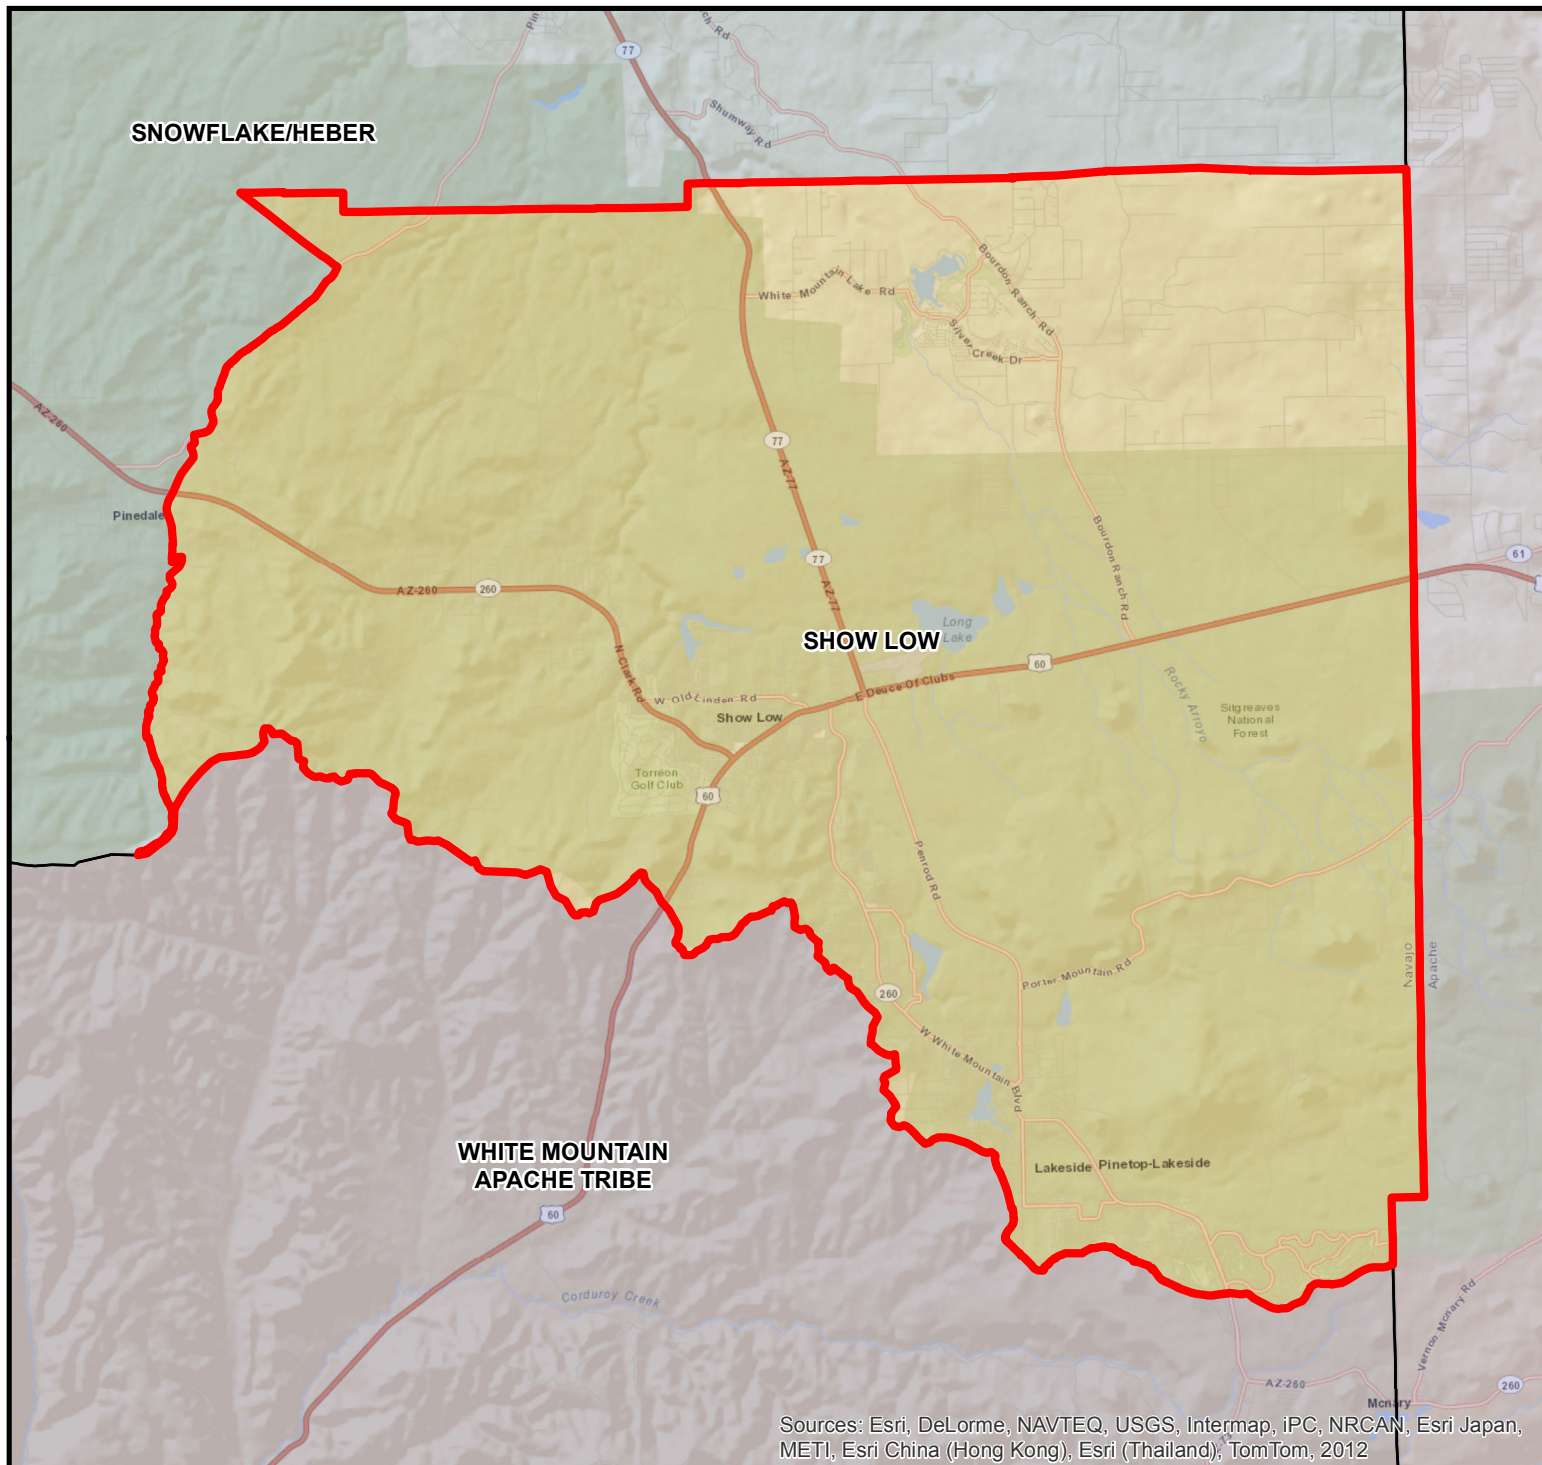 77
ch Rd
Shumway Rd
SNOWFLAKE/HEBER
Bourdon Ranch Rd
White Mountain Lake Rd
Silver Creek Dr
AZ-260
77
AZ-77
Pinedale
Bourdon Ranch Rd
77
61
AZ-260
260
AZ-77
Long
Lake
SHOW LOW
60
N Clark Rd
W Old Linden Rd
E Deuce Of Clubs
Show Low
Rocky Arroyo
Sitgreaves
National
Forest
Torreon
Golf Club
60
Penrod Rd
Porter Mountain Rd
Navajo
Apache
260
W White Mountain Blvd
WHITE MOUNTAIN
APACHE TRIBE
Lakeside
Pinetop-Lakeside
60
Corduroy Creek
Vernon Mcnary Rd
AZ-260
260
Mcnary
Sources: Esri, DeLorme, NAVTEQ, USGS, Intermap, iPC, NRCAN, Esri Japan,
METI, Esri China (Hong Kong), Esri (Thailand), TomTom, 2012